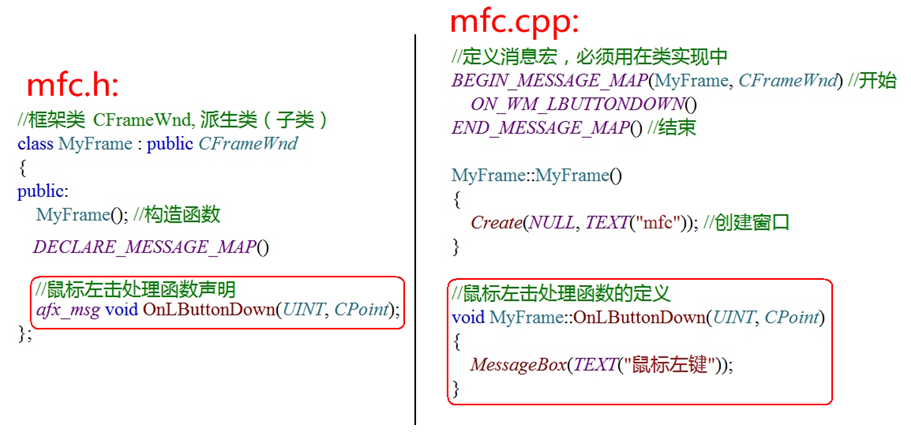 mfc.h:
//框架类 CFrameWnd, 派生类（子类）
class MyFrame : public CFrameWnd
{
public:
MyFrame(); //构造函数
DECLARE_MESSAGE_MAP()
//鼠标左击处理函数声明
afx_msg void OnLButtonDown(UINT, CPoint);
};
mfc.cpp:
//定义消息宏，必须用在类实现中
BEGIN_MESSAGE_MAP(MyFrame, CFrameWnd) //开始
ON_WM_LBUTTONDOWN()
END_MESSAGE_MAP() //结束
MyFrame::MyFrame()
{
Create(NULL, TEXT("mfc")); //创建窗口
}
//鼠标左击处理函数的定义
void MyFrame::OnLButtonDown(UINT, CPoint)
{
MessageBox(TEXT("鼠标左键"));
}